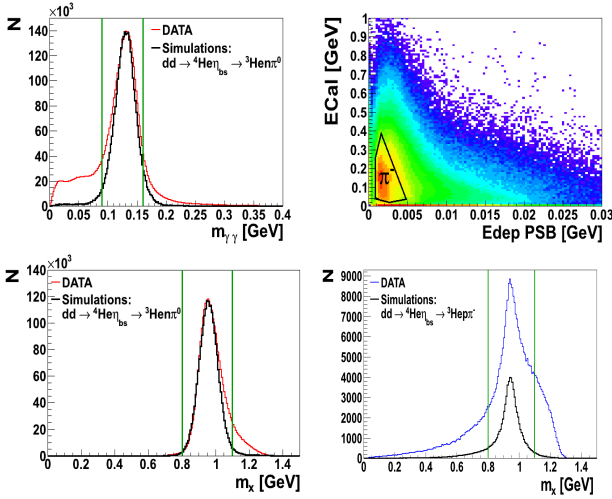 N
×10³
140
120
100
80
60
40
20
0
DATA
Simulations:
dd→⁴Heη_bs→³Henπ⁰
0 0.05 0.1 0.15 0.2 0.25 0.3 0.35 0.4
m_γγ [GeV]
ECal [GeV]
1
0.9
0.8
0.7
0.6
0.5
0.4
0.3
0.2
0.1
0
π⁻
0 0.005 0.01 0.015 0.02 0.025 0.03
Edep PSB [GeV]
N
×10³
140
120
100
80
60
40
20
0
DATA
Simulations:
dd→⁴Heη_bs→³Henπ⁰
0 0.2 0.4 0.6 0.8 1 1.2 1.4
m_x [GeV]
N
9000
8000
7000
6000
5000
4000
3000
2000
1000
0
DATA
Simulations:
dd→⁴Heη_bs→³Hepπ⁻
0 0.2 0.4 0.6 0.8 1 1.2 1.4
m_x [GeV]